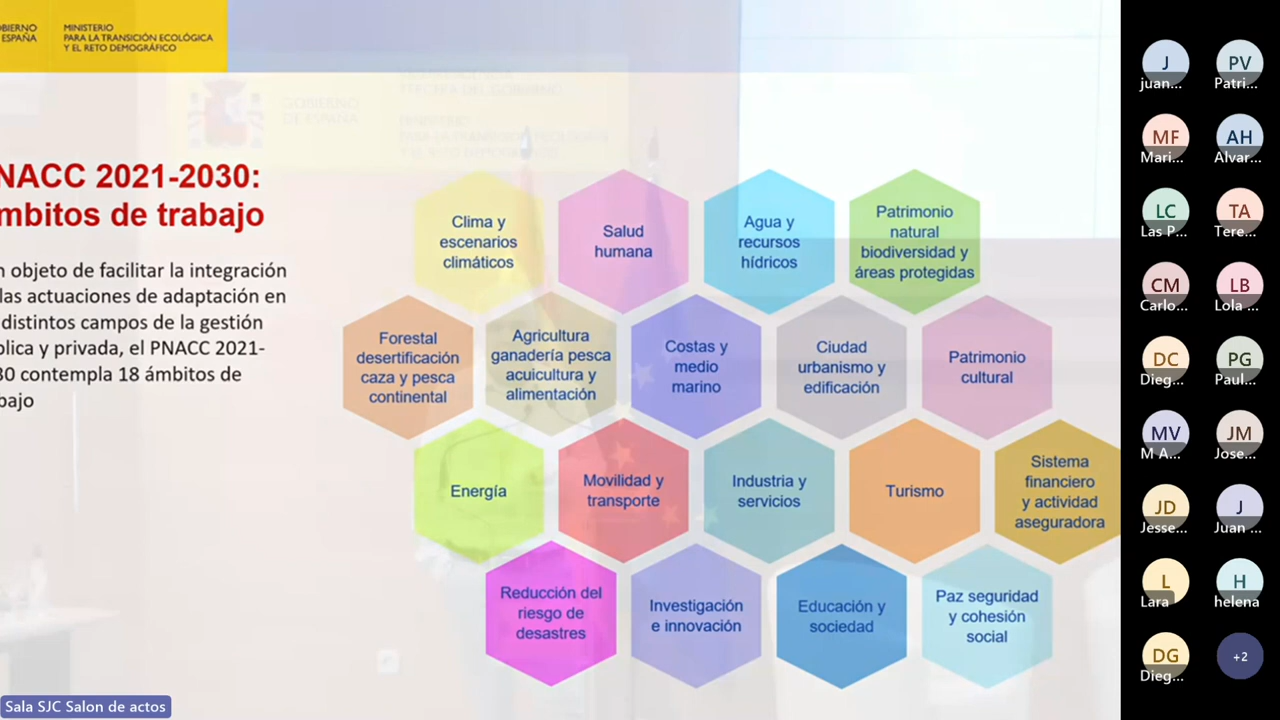 OBIERNO
ESPAÑA
MINISTERIO
PARA LA TRANSICIÓN ECOLÓGICA
Y EL RETO DEMOGRÁFICO
GOBIERNO
DE ESPAÑA
MINISTERIO
NACC 2021-2030:
mbitos de trabajo
n objeto de facilitar la integración
las actuaciones de adaptación en
distintos campos de la gestión
blica y privada, el PNACC 2021-
30 contempla 18 ámbitos de
bajo
Clima y
escenarios
climáticos
Salud
humana
Agua y
recursos
hídricos
Patrimonio
natural
biodiversidad y
áreas protegidas
Forestal
desertificación
caza y pesca
continental
Agricultura
ganadería pesca
acuicultura y
alimentación
Costas y
medio
marino
Ciudad
urbanismo y
edificación
Patrimonio
cultural
Energía
Movilidad y
transporte
Industria y
servicios
Turismo
Sistema
financiero
y actividad
aseguradora
Reducción del
riesgo de
desastres
Investigación
e innovación
Educación y
sociedad
Paz seguridad
y cohesión
social
Sala SJC Salon de actos
J
juan...
PV
Patri...
MF
Mari...
AH
Alvar...
LC
Las P...
TA
Tere...
CM
Carlo...
LB
Lola ...
DC
Dieg...
PG
Paul...
MV
M A...
JM
Jose...
JD
Jesse...
J
Juan ...
L
Lara
H
helena
DG
Dieg...
+2